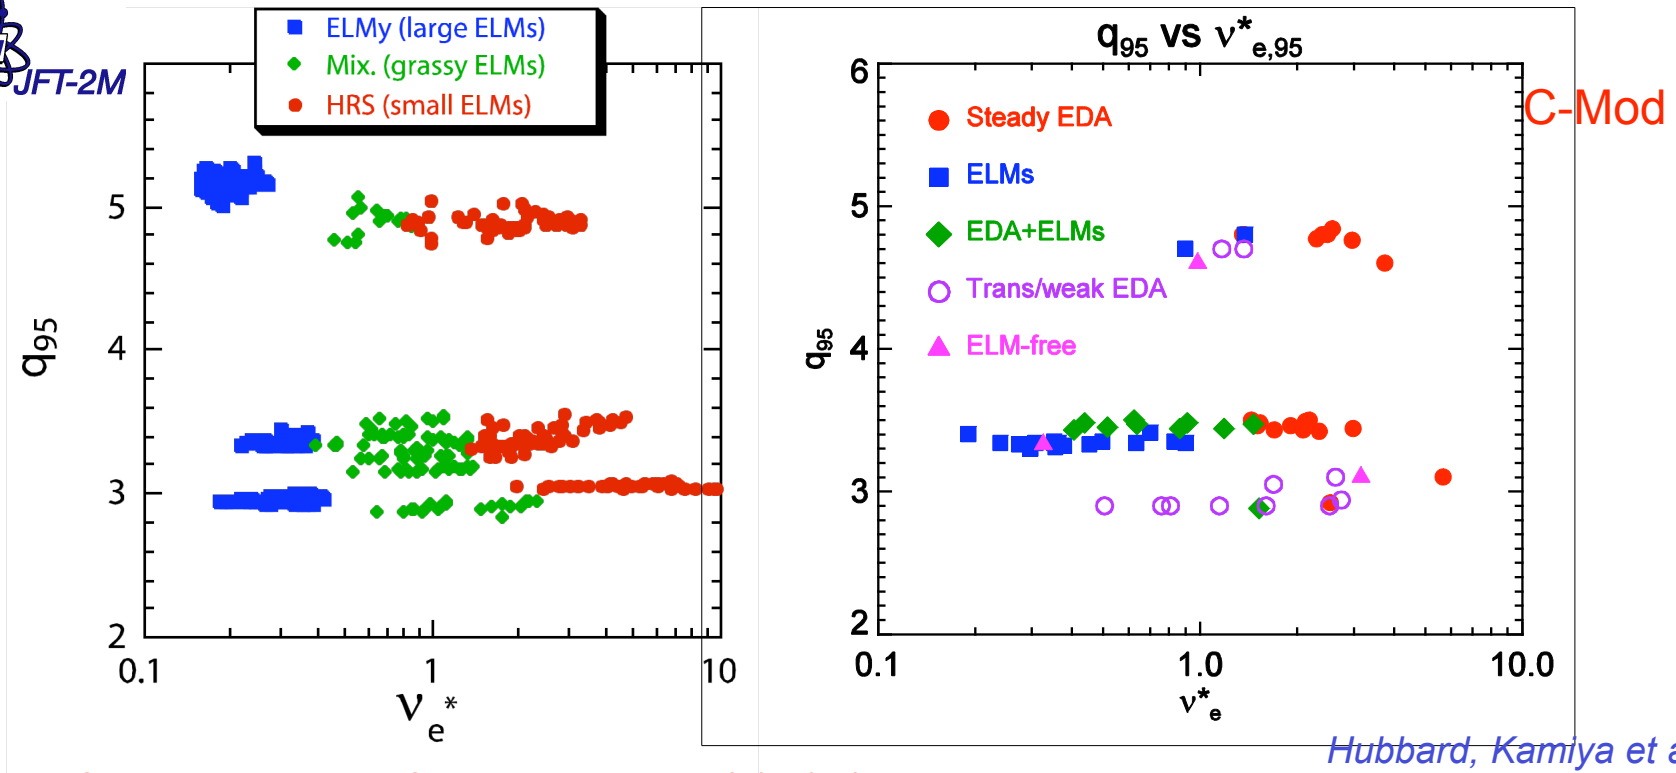 JFT-2M
ELMy (large ELMs)
Mix. (grassy ELMs)
HRS (small ELMs)
5
4
3
2
q95
0.1
1
10
νe*
q95 vs ν*e,95
C-Mod
Steady EDA
ELMs
EDA+ELMs
Trans/weak EDA
ELM-free
6
5
4
3
2
q95
0.1
1.0
10.0
ν*e
Hubbard, Kamiya et a